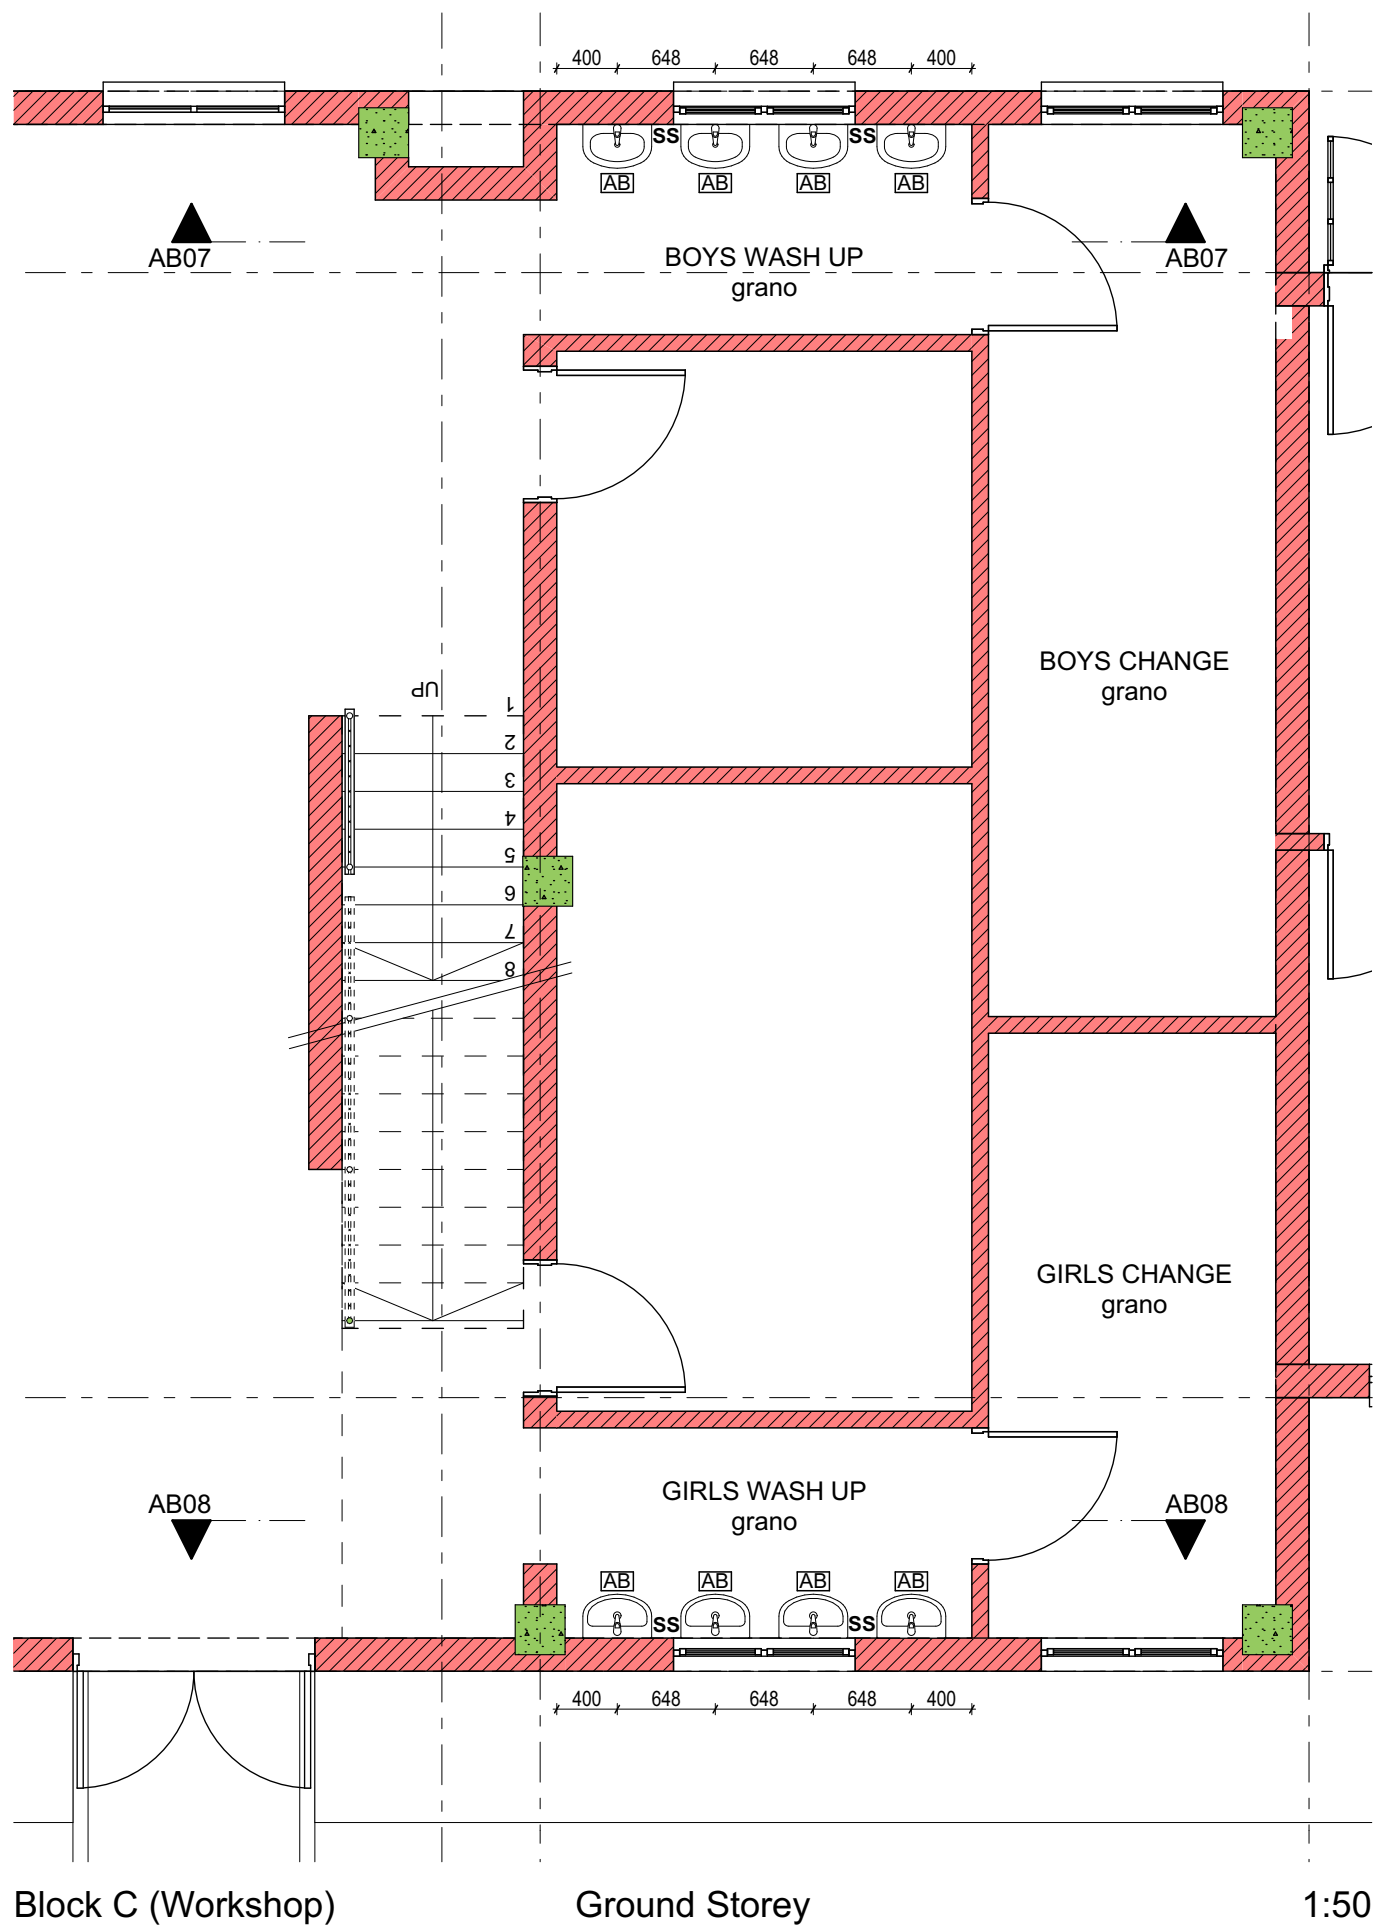 400 648 648 648 400
SS SS
AB AB AB AB
AB07 BOYS WASH UP AB07
grano
BOYS CHANGE
grano
UP
1
2
3
4
5
6
7
8
GIRLS CHANGE
grano
AB08 GIRLS WASH UP AB08
grano
AB AB AB AB
SS SS
400 648 648 648 400
Block C (Workshop) Ground Storey 1:50